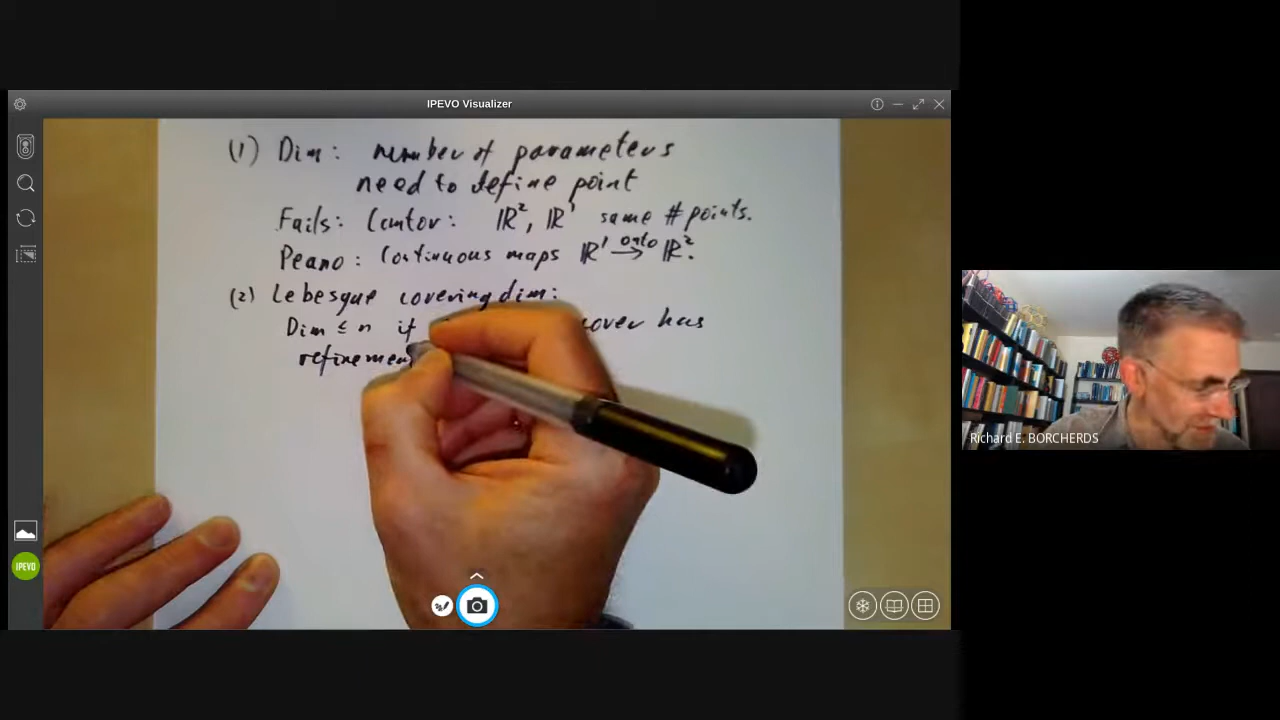 IPEVO Visualizer
(1) Dim: number of parameters
need to define point
Fails: Cantor: ℝ², ℝ¹ same # points.
Peano: Continuous maps ℝ¹ onto → ℝ².
(2) Lebesgue covering dim:
Dim ≤ n if cover has
refinemen
IPEVO
Richard E. BORCHERDS